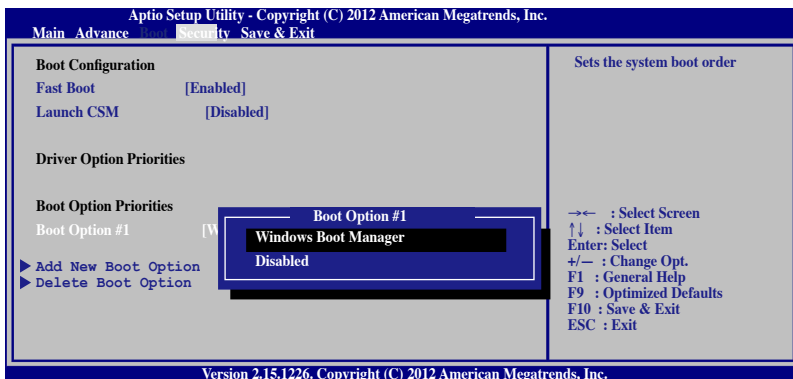 Aptio Setup Utility - Copyright (C) 2012 American Megatrends, Inc.
Main Advance Boot Security Save & Exit
Boot Configuration
Fast Boot [Enabled]
Launch CSM [Disabled]
Driver Option Priorities
Boot Option Priorities
Boot Option #1 [W
Add New Boot Option
Delete Boot Option
Boot Option #1
Windows Boot Manager
Disabled
Sets the system boot order
→← : Select Screen
↑↓ : Select Item
Enter: Select
+/— : Change Opt.
F1 : General Help
F9 : Optimized Defaults
F10 : Save & Exit
ESC : Exit
Version 2.15.1226. Copyright (C) 2012 American Megatrends, Inc.